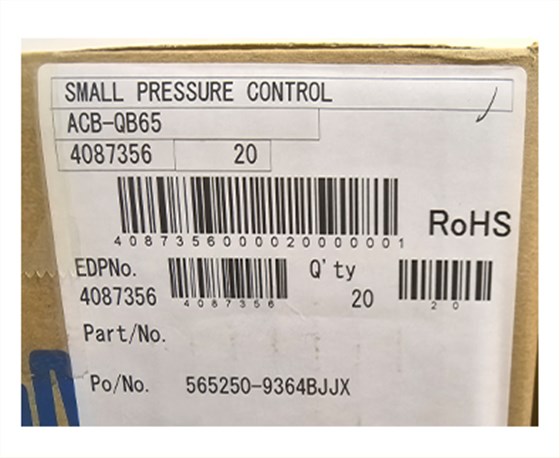 SMALL PRESSURE CONTROL
ACB-QB65
4087356 20
4087356000020000001
RoHS
EDPNo. Q'ty
4087356 4087356 20 20
Part/No.
Po/No. 565250-9364BJJX